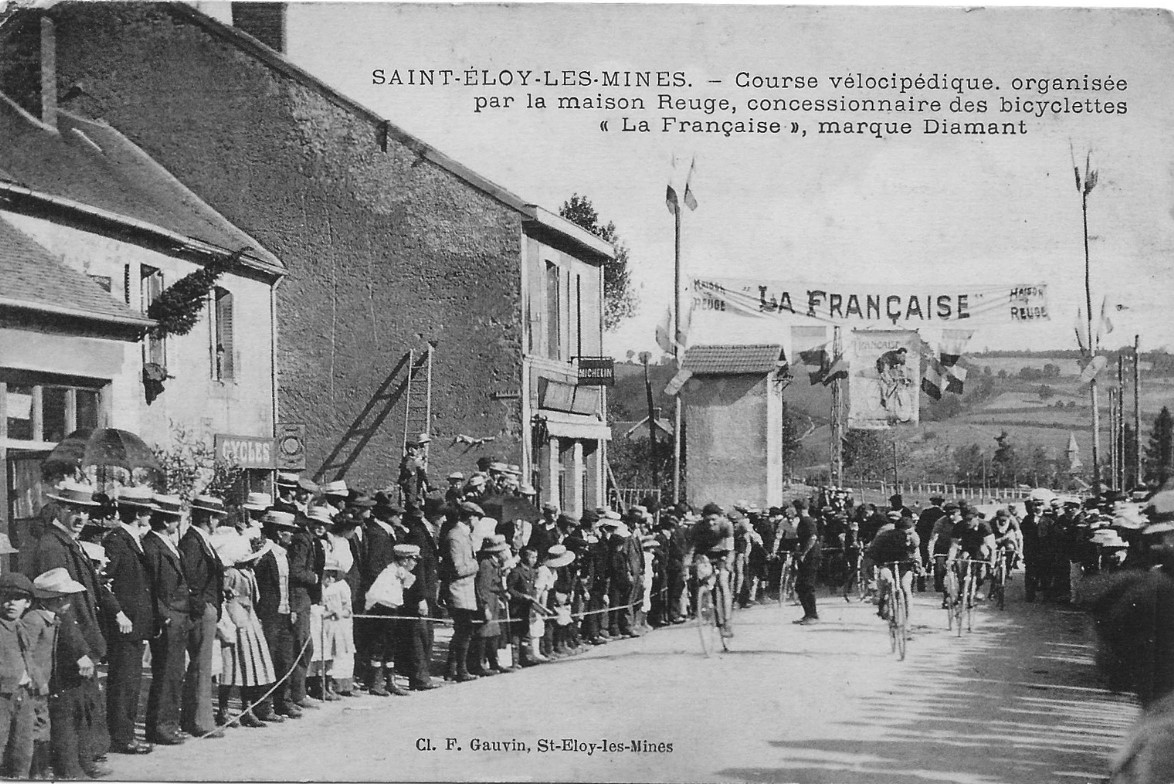 SAINT-ÉLOY-LES-MINES. – Course vélocipédique. organisée
par la maison Reuge, concessionnaire des bicyclettes
« La Française », marque Diamant
MAISON REUGE
"LA FRANÇAISE"
MAISON REUGE
FRANÇAISE
MICHELIN
CYCLES
Cl. F. Gauvin, St-Eloy-les-Mines